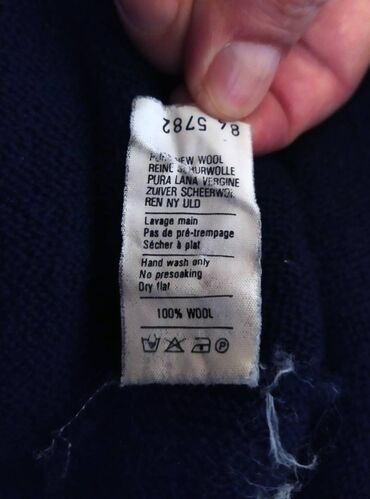 84 5782
PURE NEW WOOL
REINE SCHURWOLLE
PURA LANA VERGINE
ZUIVER SCHEERWOL
REN NY ULD
Lavage main
Pas de pré-trempage
Sécher à plat
Hand wash only
No presoaking
Dry flat
100% WOOL
P